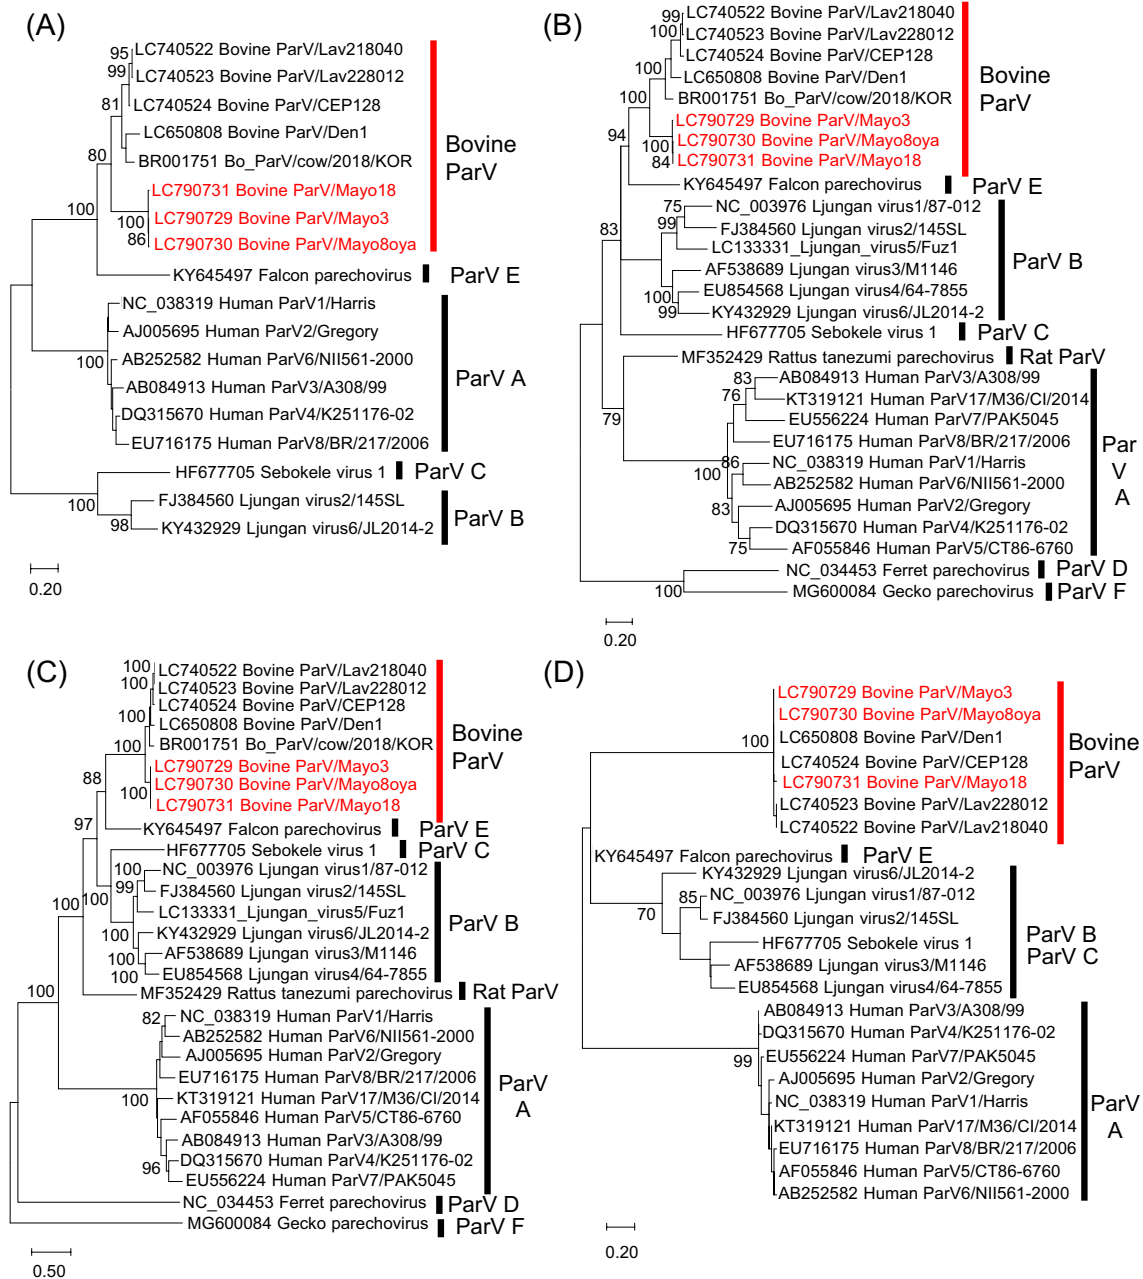 (A)
95
LC740522 Bovine ParV/Lav218040
99
LC740523 Bovine ParV/Lav228012
81
LC740524 Bovine ParV/CEP128
LC650808 Bovine ParV/Den1
80
BR001751 Bo_ParV/cow/2018/KOR
Bovine
ParV
LC790731 Bovine ParV/Mayo18
100
100
LC790729 Bovine ParV/Mayo3
86
LC790730 Bovine ParV/Mayo8oya
KY645497 Falcon parechovirus
ParV E
NC_038319 Human ParV1/Harris
AJ005695 Human ParV2/Gregory
100
AB252582 Human ParV6/NII561-2000
AB084913 Human ParV3/A308/99
ParV A
DQ315670 Human ParV4/K251176-02
EU716175 Human ParV8/BR/217/2006
HF677705 Sebokele virus 1
ParV C
100
FJ384560 Ljungan virus2/145SL
98
KY432929 Ljungan virus6/JL2014-2
ParV B
0.20
(B)
99
LC740522 Bovine ParV/Lav218040
100
LC740523 Bovine ParV/Lav228012
LC740524 Bovine ParV/CEP128
100
LC650808 Bovine ParV/Den1
100
BR001751 Bo_ParV/cow/2018/KOR
Bovine
ParV
LC790729 Bovine ParV/Mayo3
94
100
LC790730 Bovine ParV/Mayo8oya
84
LC790731 Bovine ParV/Mayo18
KY645497 Falcon parechovirus
ParV E
75
NC_003976 Ljungan virus1/87-012
99
FJ384560 Ljungan virus2/145SL
83
LC133331_Ljungan_virus5/Fuz1
AF538689 Ljungan virus3/M1146
ParV B
100
EU854568 Ljungan virus4/64-7855
99
KY432929 Ljungan virus6/JL2014-2
HF677705 Sebokele virus 1
ParV C
MF352429 Rattus tanezumi parechovirus
Rat ParV
83
AB084913 Human ParV3/A308/99
76
KT319121 Human ParV17/M36/CI/2014
79
EU556224 Human ParV7/PAK5045
EU716175 Human ParV8/BR/217/2006
86
NC_038319 Human ParV1/Harris
100
AB252582 Human ParV6/NII561-2000
83
AJ005695 Human ParV2/Gregory
DQ315670 Human ParV4/K251176-02
75
AF055846 Human ParV5/CT86-6760
Par
V
A
NC_034453 Ferret parechovirus
ParV D
100
MG600084 Gecko parechovirus
ParV F
0.20
(C)
100
LC740522 Bovine ParV/Lav218040
100
LC740523 Bovine ParV/Lav228012
LC740524 Bovine ParV/CEP128
100
LC650808 Bovine ParV/Den1
100
BR001751 Bo_ParV/cow/2018/KOR
Bovine
ParV
LC790729 Bovine ParV/Mayo3
88
100
LC790730 Bovine ParV/Mayo8oya
LC790731 Bovine ParV/Mayo18
97
KY645497 Falcon parechovirus
ParV E
HF677705 Sebokele virus 1
ParV C
100
NC_003976 Ljungan virus1/87-012
99
100
FJ384560 Ljungan virus2/145SL
LC133331_Ljungan_virus5/Fuz1
100
KY432929 Ljungan virus6/JL2014-2
ParV B
100
AF538689 Ljungan virus3/M1146
100
EU854568 Ljungan virus4/64-7855
100
MF352429 Rattus tanezumi parechovirus
Rat ParV
82
NC_038319 Human ParV1/Harris
AB252582 Human ParV6/NII561-2000
AJ005695 Human ParV2/Gregory
EU716175 Human ParV8/BR/217/2006
100
KT319121 Human ParV17/M36/CI/2014
AF055846 Human ParV5/CT86-6760
AB084913 Human ParV3/A308/99
96
DQ315670 Human ParV4/K251176-02
EU556224 Human ParV7/PAK5045
ParV
A
NC_034453 Ferret parechovirus
ParV D
MG600084 Gecko parechovirus
ParV F
0.50
(D)
LC790729 Bovine ParV/Mayo3
LC790730 Bovine ParV/Mayo8oya
100
LC650808 Bovine ParV/Den1
LC740524 Bovine ParV/CEP128
LC790731 Bovine ParV/Mayo18
LC740523 Bovine ParV/Lav228012
LC740522 Bovine ParV/Lav218040
Bovine
ParV
KY645497 Falcon parechovirus
ParV E
KY432929 Ljungan virus6/JL2014-2
85
NC_003976 Ljungan virus1/87-012
70
FJ384560 Ljungan virus2/145SL
HF677705 Sebokele virus 1
AF538689 Ljungan virus3/M1146
EU854568 Ljungan virus4/64-7855
ParV B
ParV C
AB084913 Human ParV3/A308/99
DQ315670 Human ParV4/K251176-02
99
EU556224 Human ParV7/PAK5045
AJ005695 Human ParV2/Gregory
NC_038319 Human ParV1/Harris
KT319121 Human ParV17/M36/CI/2014
EU716175 Human ParV8/BR/217/2006
AF055846 Human ParV5/CT86-6760
AB252582 Human ParV6/NII561-2000
ParV
A
0.20